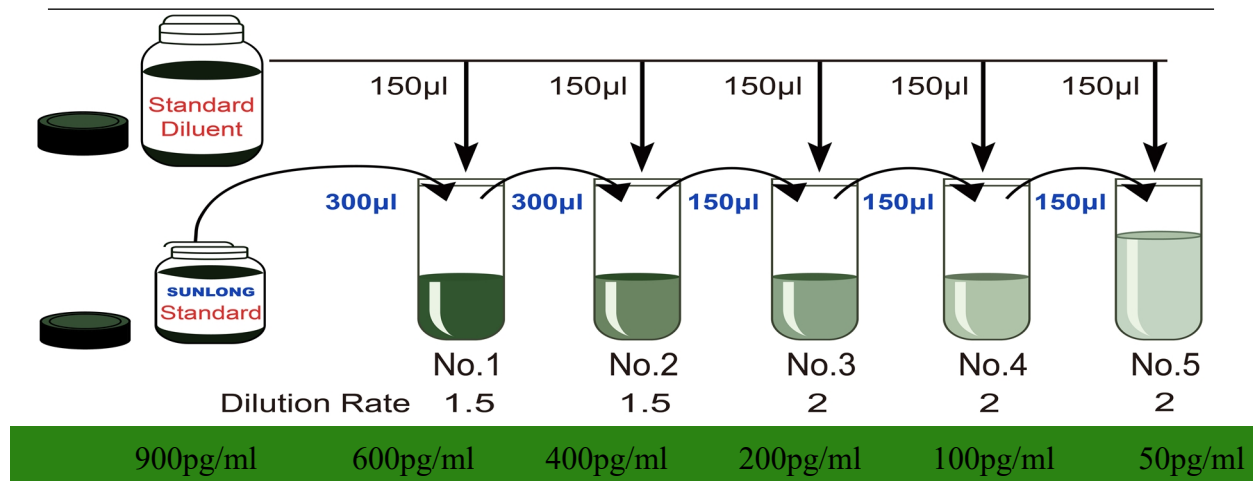 150µl 150µl 150µl 150µl 150µl
Standard
Diluent
300µl 300µl 150µl 150µl 150µl
SUNLONG
Standard
No.1 No.2 No.3 No.4 No.5
Dilution Rate 1.5 1.5 2 2 2
900pg/ml 600pg/ml 400pg/ml 200pg/ml 100pg/ml 50pg/ml